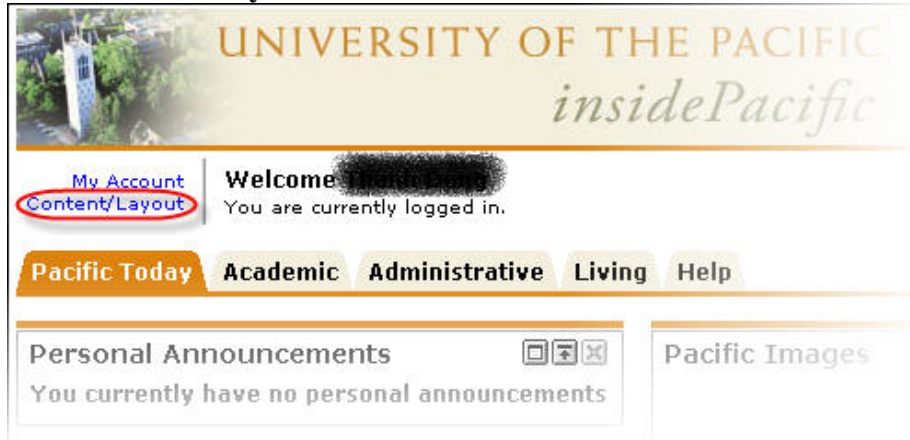 UNIVERSITY OF THE PACIFIC
insidePacific
My Account
Content/Layout
Welcome
You are currently logged in.
Pacific Today Academic Administrative Living Help
Personal Announcements
You currently have no personal announcements
Pacific Images